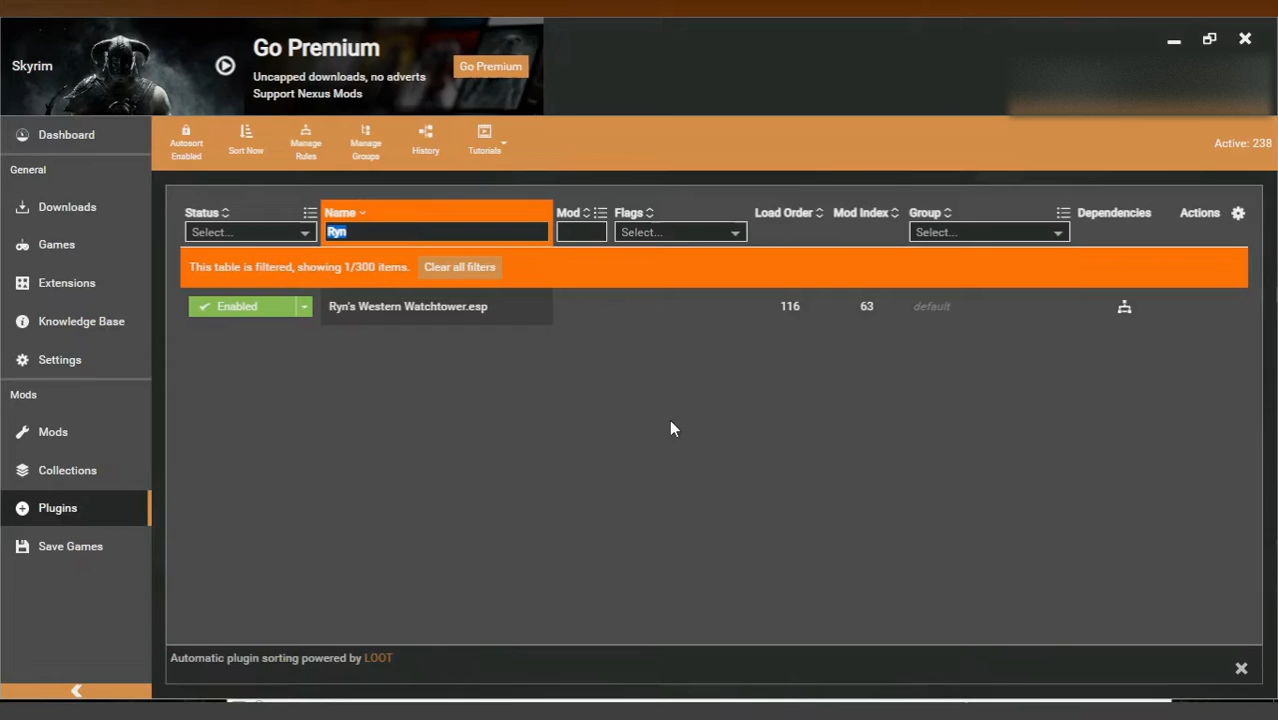 Skyrim
Go Premium
Uncapped downloads, no adverts
Support Nexus Mods
Go Premium
Dashboard
General
Downloads
Games
Extensions
Knowledge Base
Settings
Mods
Mods
Collections
Plugins
Save Games
Autosort
Enabled
Sort Now
Manage
Rules
Manage
Groups
History
Tutorials
Active: 238
Status
Name
Mod
Flags
Load Order
Mod Index
Group
Dependencies
Actions
Select...
Ryn
Select...
Select...
This table is filtered, showing 1/300 items.
Clear all filters
Enabled
Ryn's Western Watchtower.esp
116
63
default
Automatic plugin sorting powered by LOOT